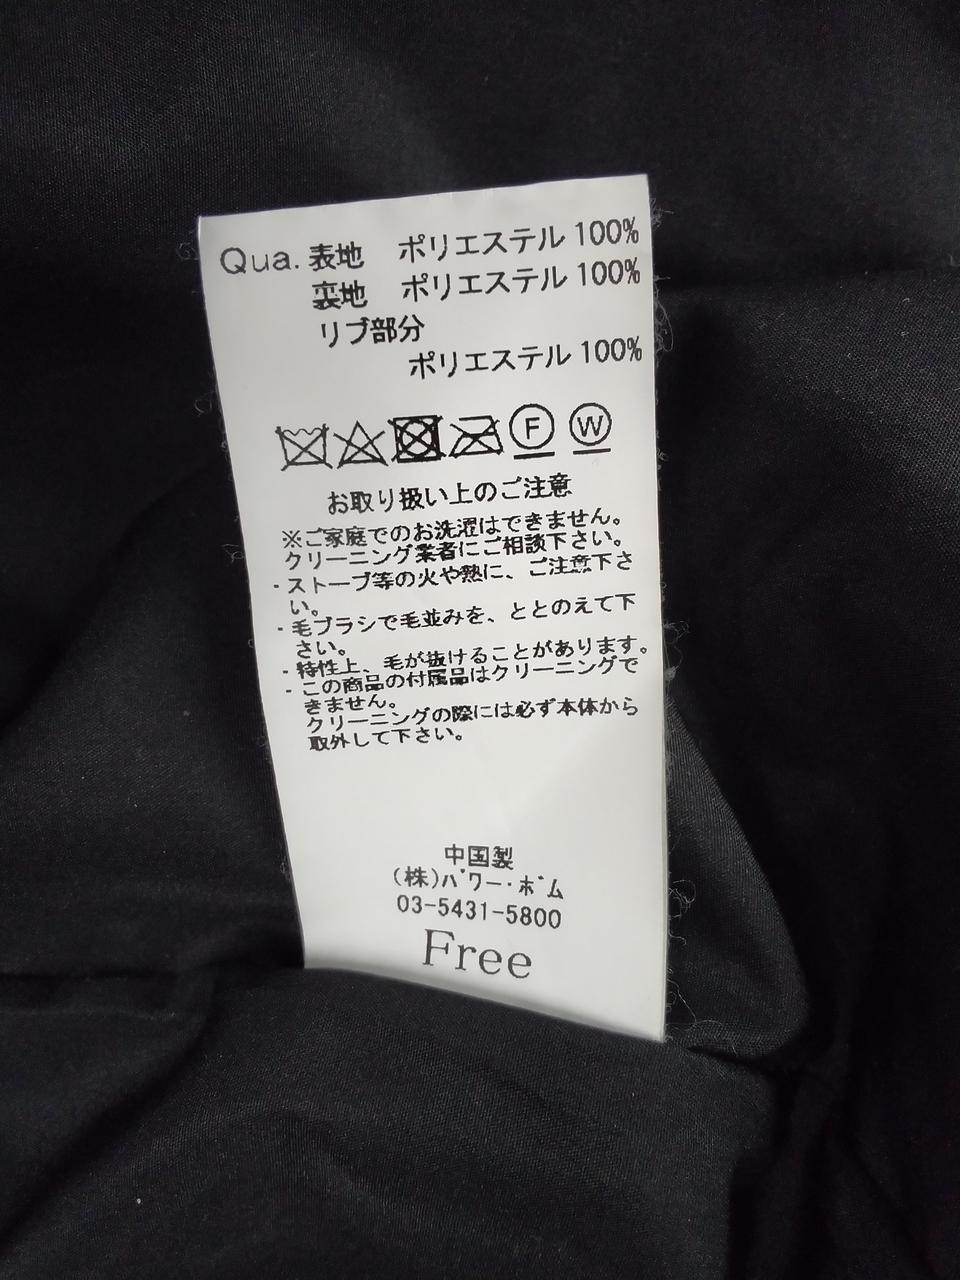 Qua. 表地 ポリエステル 100%
裏地 ポリエステル 100%
リブ部分
ポリエステル 100%
F W
お取り扱い上のご注意
※ご家庭でのお洗濯はできません。
クリーニング業者にご相談下さい。
・ストーブ等の火や熱に、ご注意下さ
い。
・毛ブラシで毛並みを、ととのえて下
さい。
・特性上、毛が抜けることがあります。
・この商品の付属品はクリーニングで
きません。
クリーニングの際には必ず本体から
取外して下さい。
中国製
(株)パワー・ホーム
03-5431-5800
Free